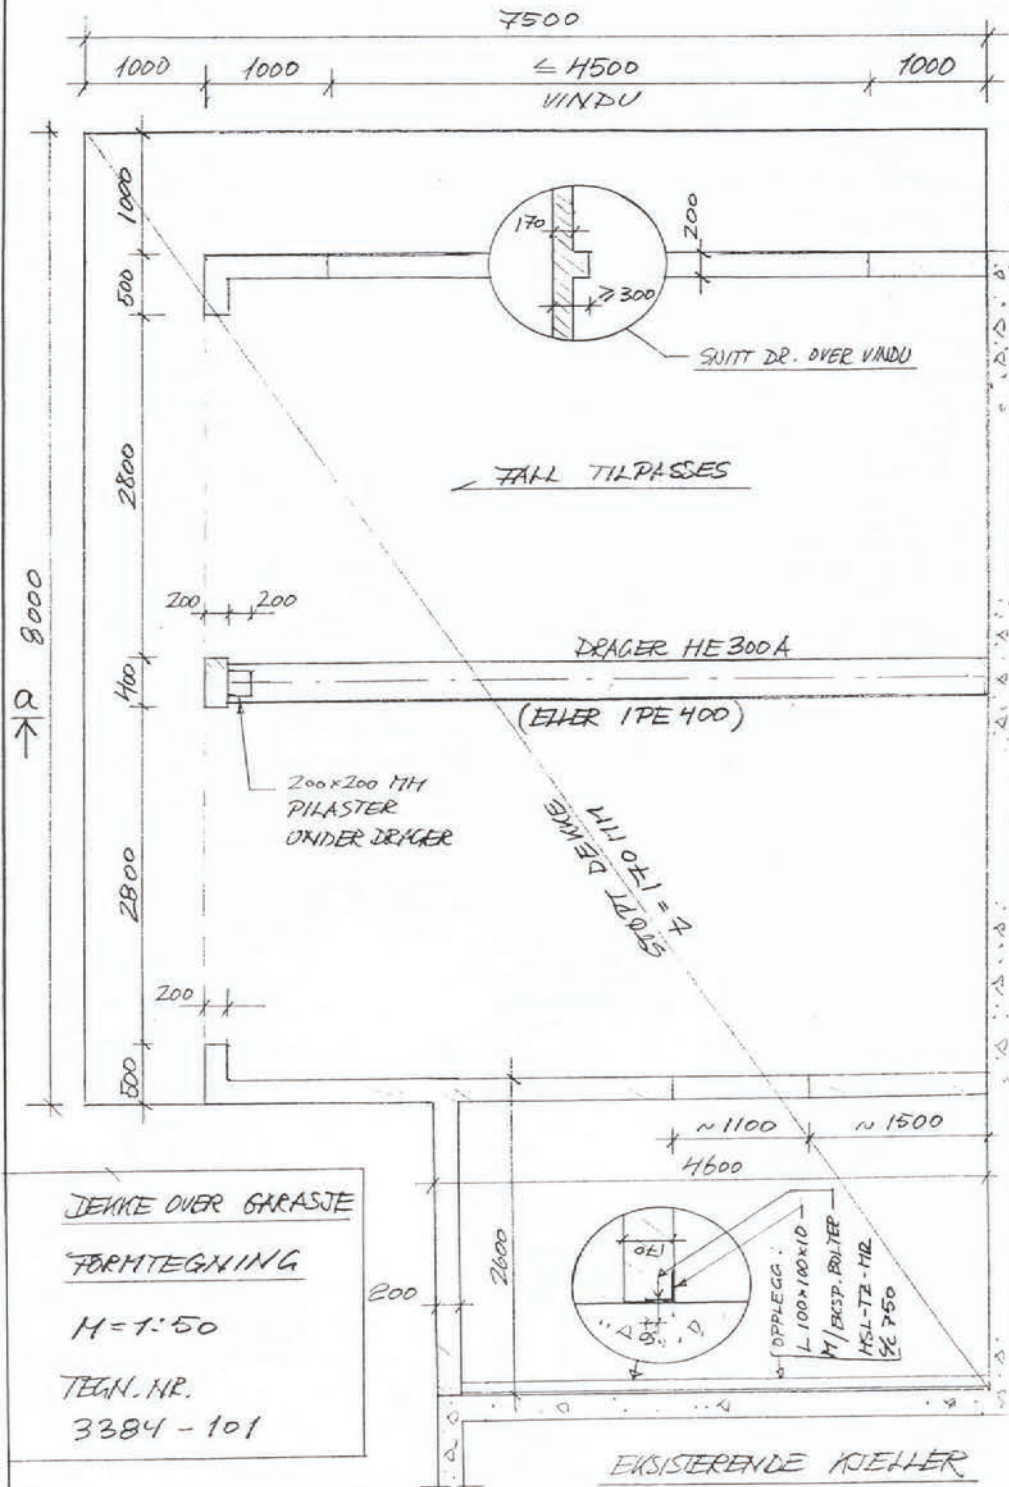 7500
1000 1000 ≤ 4500 1000
VINDU
1000
500
2800
8000
400
2800
500
170
≥ 300
200
SNITT DR. OVER VINDU
FALL TILPASSES
200 200
DRAGER HE 300 A
(ELLER IPE 400)
a
200×200 MM
PILASTER
UNDER DRAGER
STØPT DEKKE
t = 170 MM
200
~ 1100 ~ 1500
4600
2600
200
170
OPPLEGG:
L 100×100×10
M/EKSP. BOLTER
HSL-TZ-M12
%c 750
DEKKE OVER GARASJE
FORMTEGNING
M = 1:50
TEGN. NR.
3384 - 101
EKSISTERENDE KJELLER